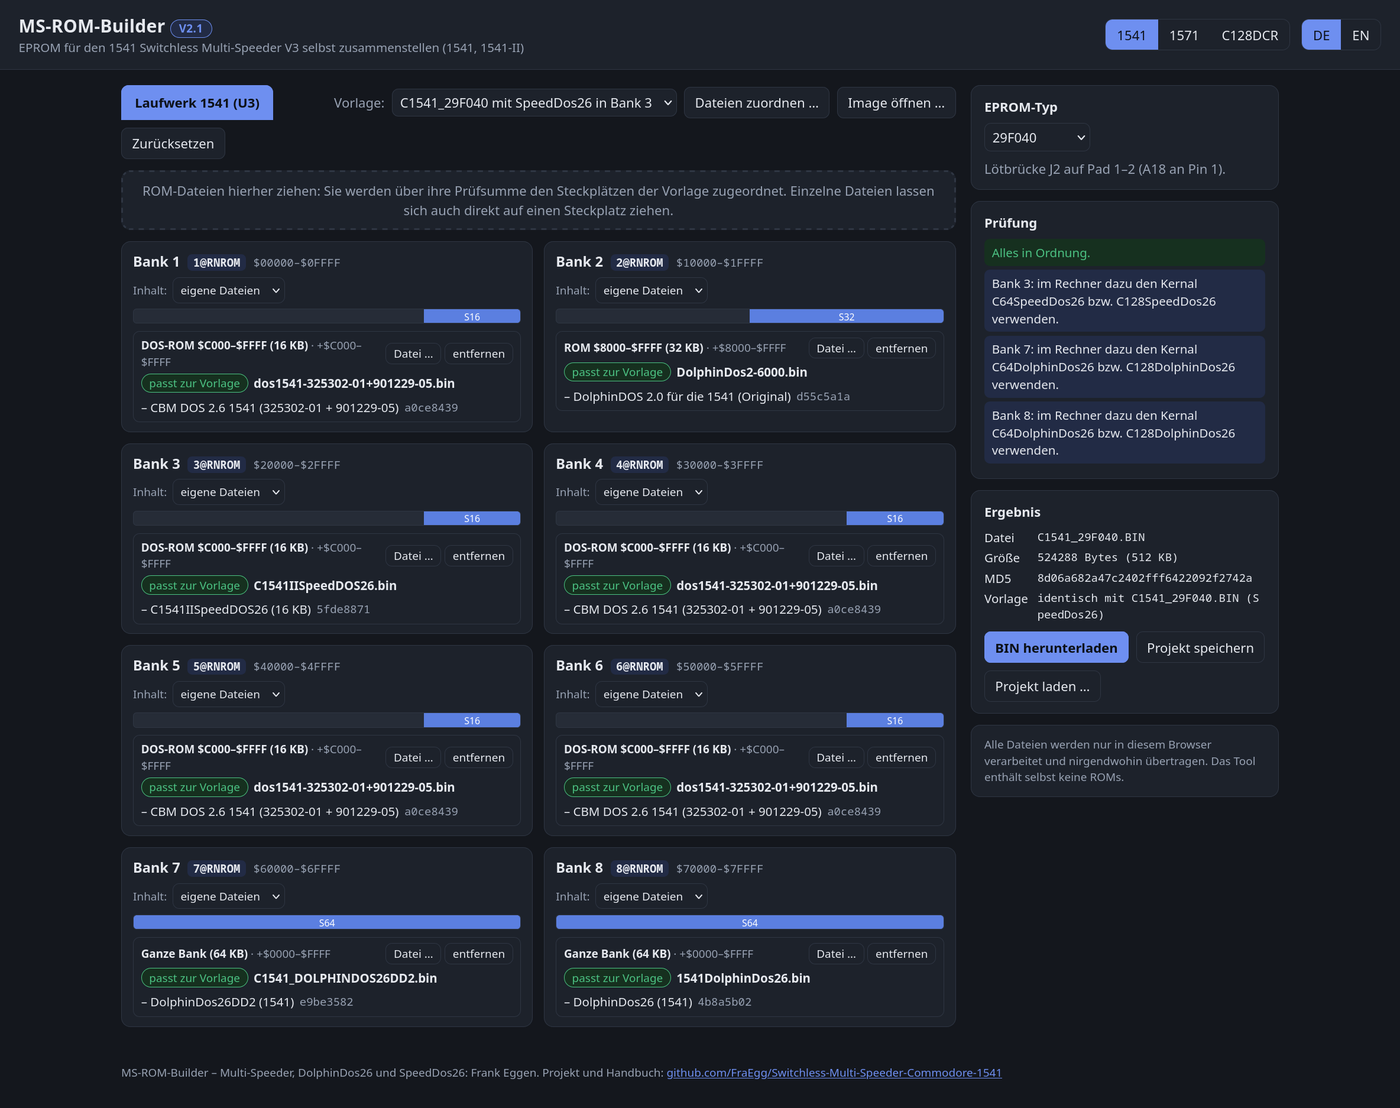 MS-ROM-Builder V2.1
EPROM für den 1541 Switchless Multi-Speeder V3 selbst zusammenstellen (1541, 1541-II)
1541 1571 C128DCR DE EN
Laufwerk 1541 (U3) Vorlage: C1541_29F040 mit SpeedDos26 in Bank 3 Dateien zuordnen ... Image öffnen ...
Zurücksetzen
ROM-Dateien hierher ziehen: Sie werden über ihre Prüfsumme den Steckplätzen der Vorlage zugeordnet. Einzelne Dateien lassen
sich auch direkt auf einen Steckplatz ziehen.
Bank 1 1@RNROM $00000–$0FFFF
Inhalt: eigene Dateien
S16
DOS-ROM $C000–$FFFF (16 KB) · +$C000–
$FFFF
Datei ... entfernen
passt zur Vorlage dos1541-325302-01+901229-05.bin
– CBM DOS 2.6 1541 (325302-01 + 901229-05) a0ce8439
Bank 2 2@RNROM $10000–$1FFFF
Inhalt: eigene Dateien
S32
ROM $8000–$FFFF (32 KB) · +$8000–$FFFF Datei ... entfernen
passt zur Vorlage DolphinDos2-6000.bin
– DolphinDOS 2.0 für die 1541 (Original) d55c5a1a
Bank 3 3@RNROM $20000–$2FFFF
Inhalt: eigene Dateien
S16
DOS-ROM $C000–$FFFF (16 KB) · +$C000–
$FFFF
Datei ... entfernen
passt zur Vorlage C1541IISpeedDOS26.bin
– C1541IISpeedDOS26 (16 KB) 5fde8871
Bank 4 4@RNROM $30000–$3FFFF
Inhalt: eigene Dateien
S16
DOS-ROM $C000–$FFFF (16 KB) · +$C000–
$FFFF
Datei ... entfernen
passt zur Vorlage dos1541-325302-01+901229-05.bin
– CBM DOS 2.6 1541 (325302-01 + 901229-05) a0ce8439
Bank 5 5@RNROM $40000–$4FFFF
Inhalt: eigene Dateien
S16
DOS-ROM $C000–$FFFF (16 KB) · +$C000–
$FFFF
Datei ... entfernen
passt zur Vorlage dos1541-325302-01+901229-05.bin
– CBM DOS 2.6 1541 (325302-01 + 901229-05) a0ce8439
Bank 6 6@RNROM $50000–$5FFFF
Inhalt: eigene Dateien
S16
DOS-ROM $C000–$FFFF (16 KB) · +$C000–
$FFFF
Datei ... entfernen
passt zur Vorlage dos1541-325302-01+901229-05.bin
– CBM DOS 2.6 1541 (325302-01 + 901229-05) a0ce8439
Bank 7 7@RNROM $60000–$6FFFF
Inhalt: eigene Dateien
S64
Ganze Bank (64 KB) · +$0000–$FFFF Datei ... entfernen
passt zur Vorlage C1541_DOLPHINDOS26DD2.bin
– DolphinDos26DD2 (1541) e9be3582
Bank 8 8@RNROM $70000–$7FFFF
Inhalt: eigene Dateien
S64
Ganze Bank (64 KB) · +$0000–$FFFF Datei ... entfernen
passt zur Vorlage 1541DolphinDos26.bin
– DolphinDos26 (1541) 4b8a5b02
EPROM-Typ
29F040
Lötbrücke J2 auf Pad 1–2 (A18 an Pin 1).
Prüfung
Alles in Ordnung.
Bank 3: im Rechner dazu den Kernal
C64SpeedDos26 bzw. C128SpeedDos26
verwenden.
Bank 7: im Rechner dazu den Kernal
C64DolphinDos26 bzw. C128DolphinDos26
verwenden.
Bank 8: im Rechner dazu den Kernal
C64DolphinDos26 bzw. C128DolphinDos26
verwenden.
Ergebnis
Datei C1541_29F040.BIN
Größe 524288 Bytes (512 KB)
MD5 8d06a682a47c2402fff6422092f2742a
Vorlage identisch mit C1541_29F040.BIN (S
peedDos26)
BIN herunterladen Projekt speichern
Projekt laden ...
Alle Dateien werden nur in diesem Browser
verarbeitet und nirgendwohin übertragen. Das Tool
enthält selbst keine ROMs.
MS-ROM-Builder – Multi-Speeder, DolphinDos26 und SpeedDos26: Frank Eggen. Projekt und Handbuch: github.com/FraEgg/Switchless-Multi-Speeder-Commodore-1541